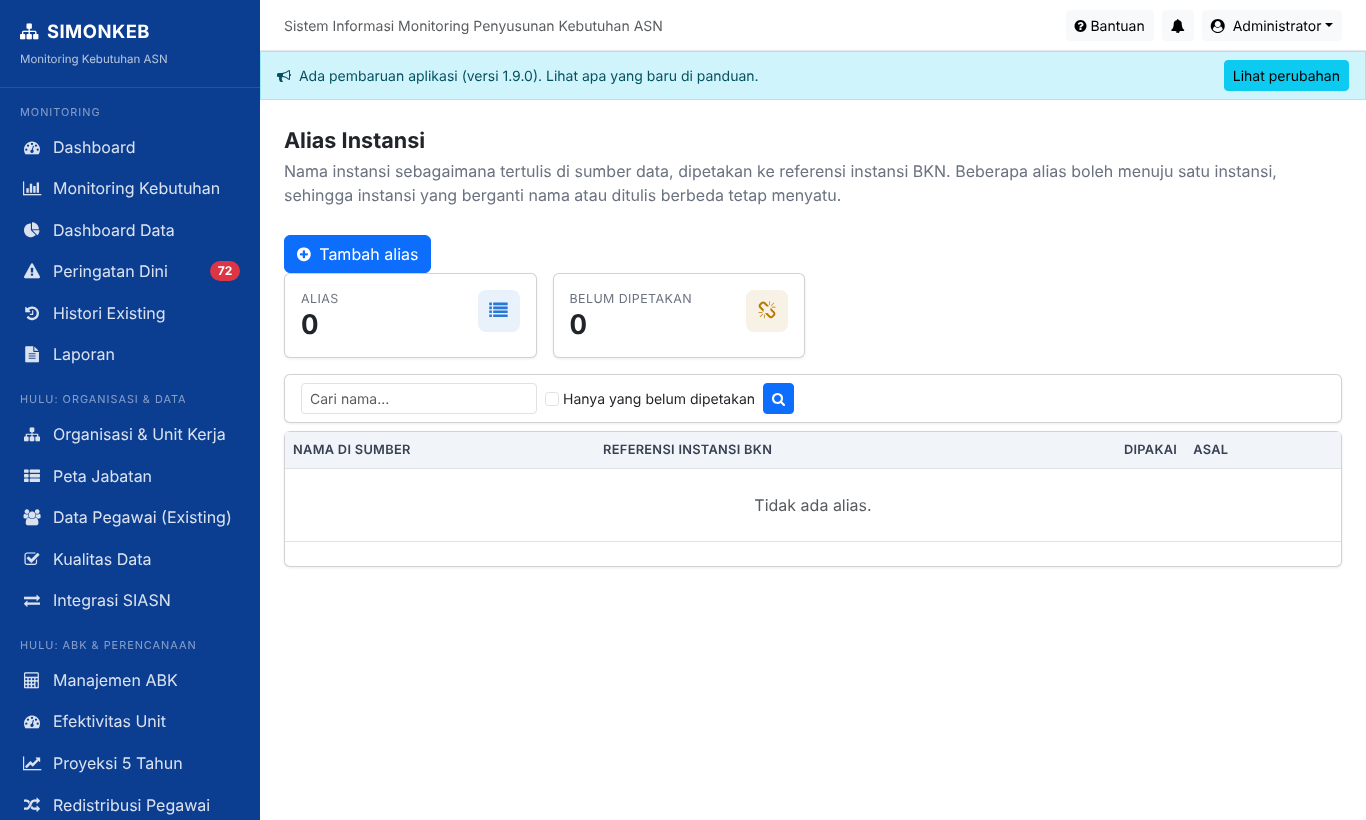 SIMONKEB
Monitoring Kebutuhan ASN
MONITORING
Dashboard
Monitoring Kebutuhan
Dashboard Data
Peringatan Dini 72
Histori Existing
Laporan
HULU: ORGANISASI & DATA
Organisasi & Unit Kerja
Peta Jabatan
Data Pegawai (Existing)
Kualitas Data
Integrasi SIASN
HULU: ABK & PERENCANAAN
Manajemen ABK
Efektivitas Unit
Proyeksi 5 Tahun
Redistribusi Pegawai
Sistem Informasi Monitoring Penyusunan Kebutuhan ASN
Bantuan
Administrator
Ada pembaruan aplikasi (versi 1.9.0). Lihat apa yang baru di panduan.
Lihat perubahan
Alias Instansi
Nama instansi sebagaimana tertulis di sumber data, dipetakan ke referensi instansi BKN. Beberapa alias boleh menuju satu instansi,
sehingga instansi yang berganti nama atau ditulis berbeda tetap menyatu.
Tambah alias
ALIAS
0
BELUM DIPETAKAN
0
Cari nama...
Hanya yang belum dipetakan
NAMA DI SUMBER REFERENSI INSTANSI BKN DIPAKAI ASAL
Tidak ada alias.